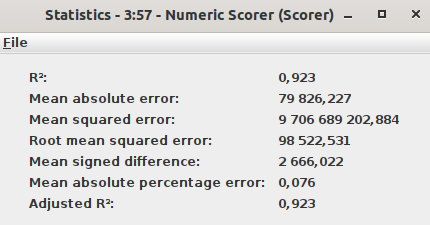 Statistics - 3:57 - Numeric Scorer (Scorer)
File
R²: 0,923
Mean absolute error: 79 826,227
Mean squared error: 9 706 689 202,884
Root mean squared error: 98 522,531
Mean signed difference: 2 666,022
Mean absolute percentage error: 0,076
Adjusted R²: 0,923